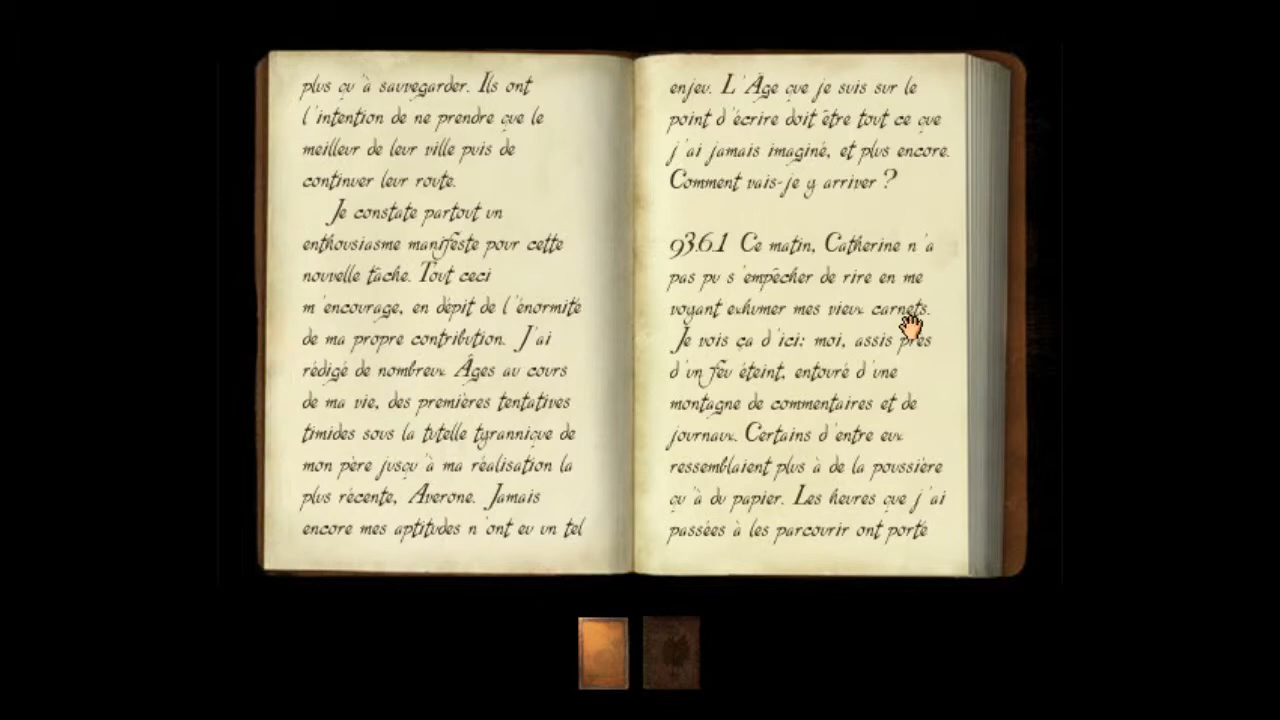 plus qu'à sauvegarder. Ils ont
l'intention de ne prendre que le
meilleur de leur ville puis de
continuer leur route.
Je constate partout un
enthousiasme manifeste pour cette
nouvelle tâche. Tout ceci
m'encourage, en dépit de l'énormité
de ma propre contribution. J'ai
rédigé de nombreux Âges au cours
de ma vie, des premières tentatives
timides sous la tutelle tyrannique de
mon père jusqu'à ma réalisation la
plus récente, Averone. Jamais
encore mes aptitudes n'ont eu un tel
enjeu. L'Âge que je suis sur le
point d'écrire doit être tout ce que
j'ai jamais imaginé, et plus encore.
Comment vais-je y arriver ?
93.6.1 Ce matin, Catherine n'a
pas pu s'empêcher de rire en me
voyant exhumer mes vieux carnets.
Je vois ça d'ici: moi, assis près
d'un feu éteint, entouré d'une
montagne de commentaires et de
journaux. Certains d'entre eux
ressemblaient plus à de la poussière
qu'à du papier. Les heures que j'ai
passées à les parcourir ont porté